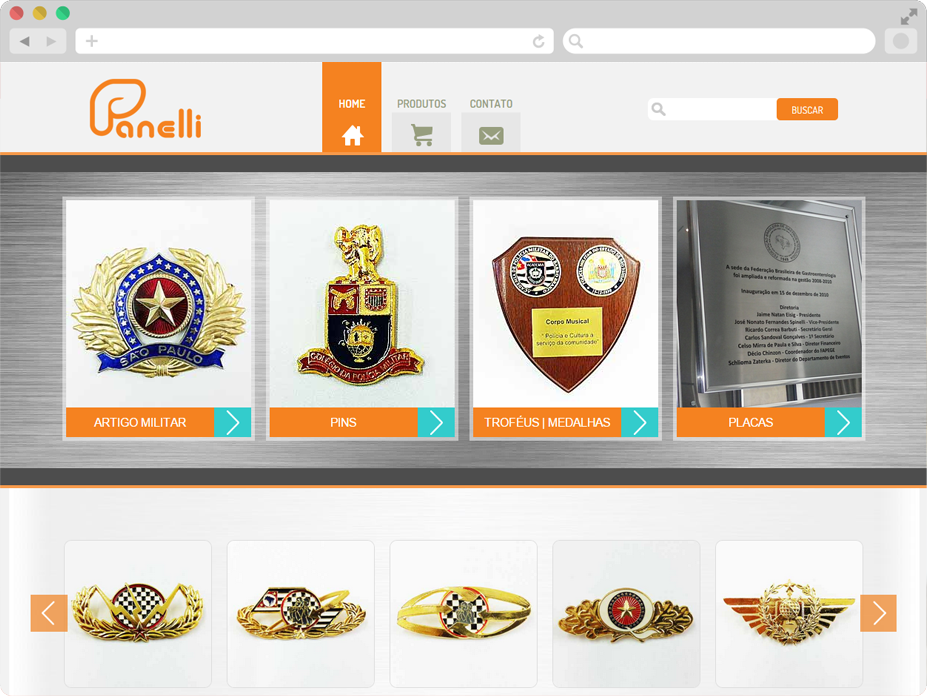 Panelli
HOME
PRODUTOS
CONTATO
BUSCAR
SÃO PAULO
COLÉGIO DA POLÍCIA MILITAR
ACADEMIA
Corpo Musical
" Polícia e Cultura a
serviço da comunidade"
A sede da Federação Brasileira de Gastroenterologia
foi ampliada e reformada na gestão 2008-2010
Inauguração em 15 de dezembro de 2010
Diretoria
Jaime Natan Eisig - Presidente
José Nonato Fernandes Spinelli - Vice-Presidente
Ricardo Correa Barbuti - Secretário Geral
Carlos Sandoval Gonçalves - 1º Secretário
Celso Mirra de Paula e Silva - Diretor Financeiro
Décio Chinzon - Coordenador do FAPEGE
Schlioma Zaterka - Diretor do Departamento de Eventos
ARTIGO MILITAR
PINS
TROFÉUS | MEDALHAS
PLACAS